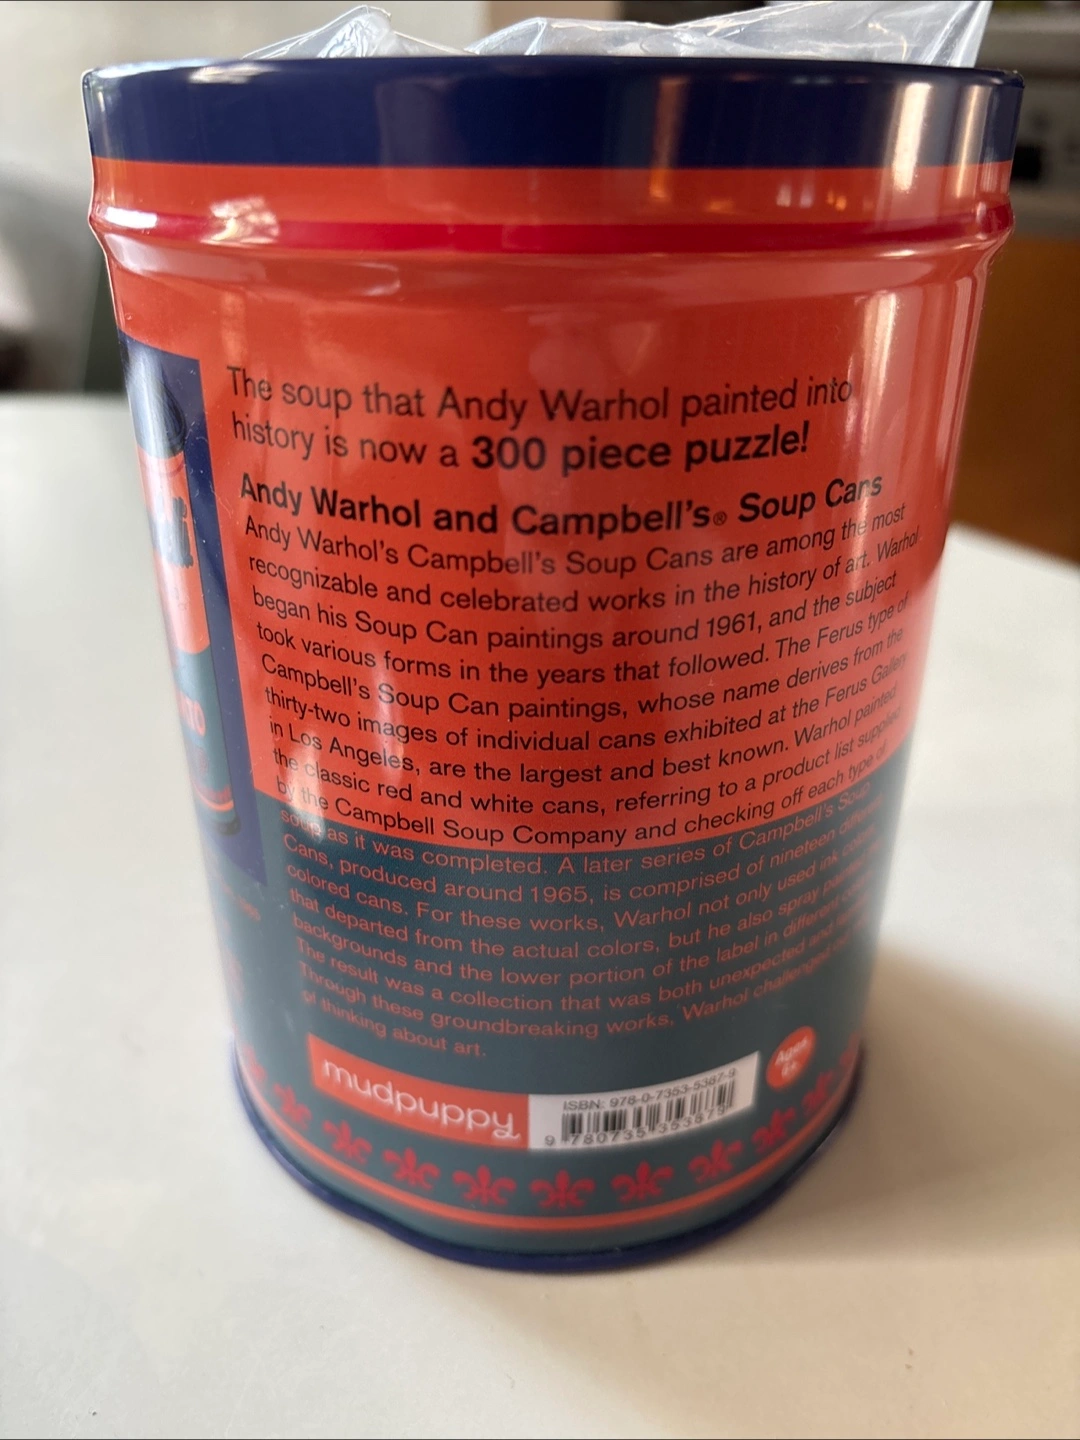 The soup that Andy Warhol painted into
history is now a 300 piece puzzle!
Andy Warhol and Campbell's® Soup Cans
Andy Warhol's Campbell's Soup Cans are among the most
recognizable and celebrated works in the history of art. Warhol
began his Soup Can paintings around 1961, and the subject
took various forms in the years that followed. The Ferus type of
Campbell's Soup Can paintings, whose name derives from the
thirty-two images of individual cans exhibited at the Ferus Gallery
in Los Angeles, are the largest and best known. Warhol painted
the classic red and white cans, referring to a product list supplied
by the Campbell Soup Company and checking off each type of
soup as it was completed. A later series of Campbell's Soup
Cans, produced around 1965, is comprised of nineteen different
colored cans. For these works, Warhol not only used ink colors
that departed from the actual colors, but he also spray painted
backgrounds and the lower portion of the label in different
The result was a collection that was both unexpected and
Through these groundbreaking works, Warhol challenged
of thinking about art.
mudpuppy
ISBN: 978-0-7353-5387-9
9 780735 353879
Ages